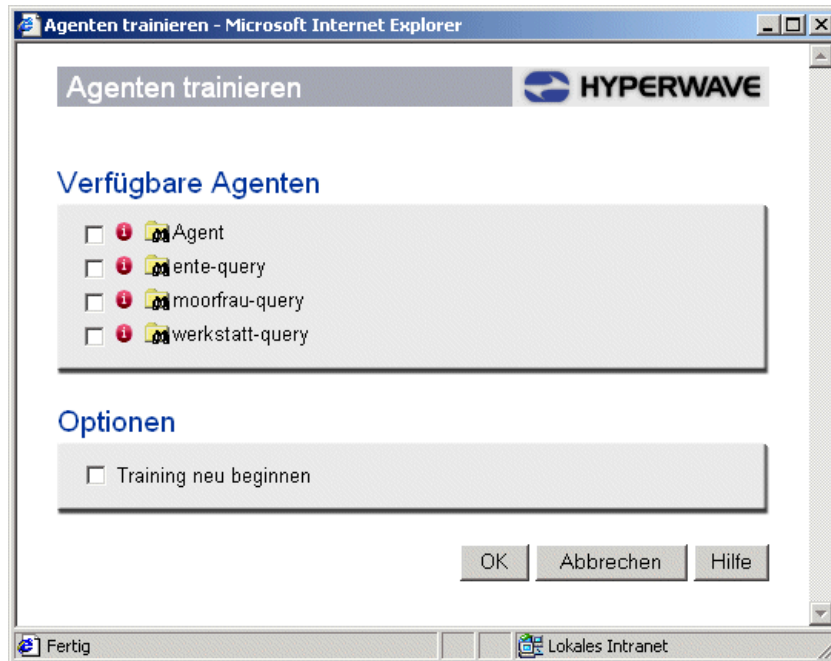 Agenten trainieren - Microsoft Internet Explorer
Agenten trainieren
HYPERWAVE
Verfügbare Agenten
Agent
ente-query
moorfrau-query
werkstatt-query
Optionen
Training neu beginnen
OK Abbrechen Hilfe
Fertig Lokales Intranet